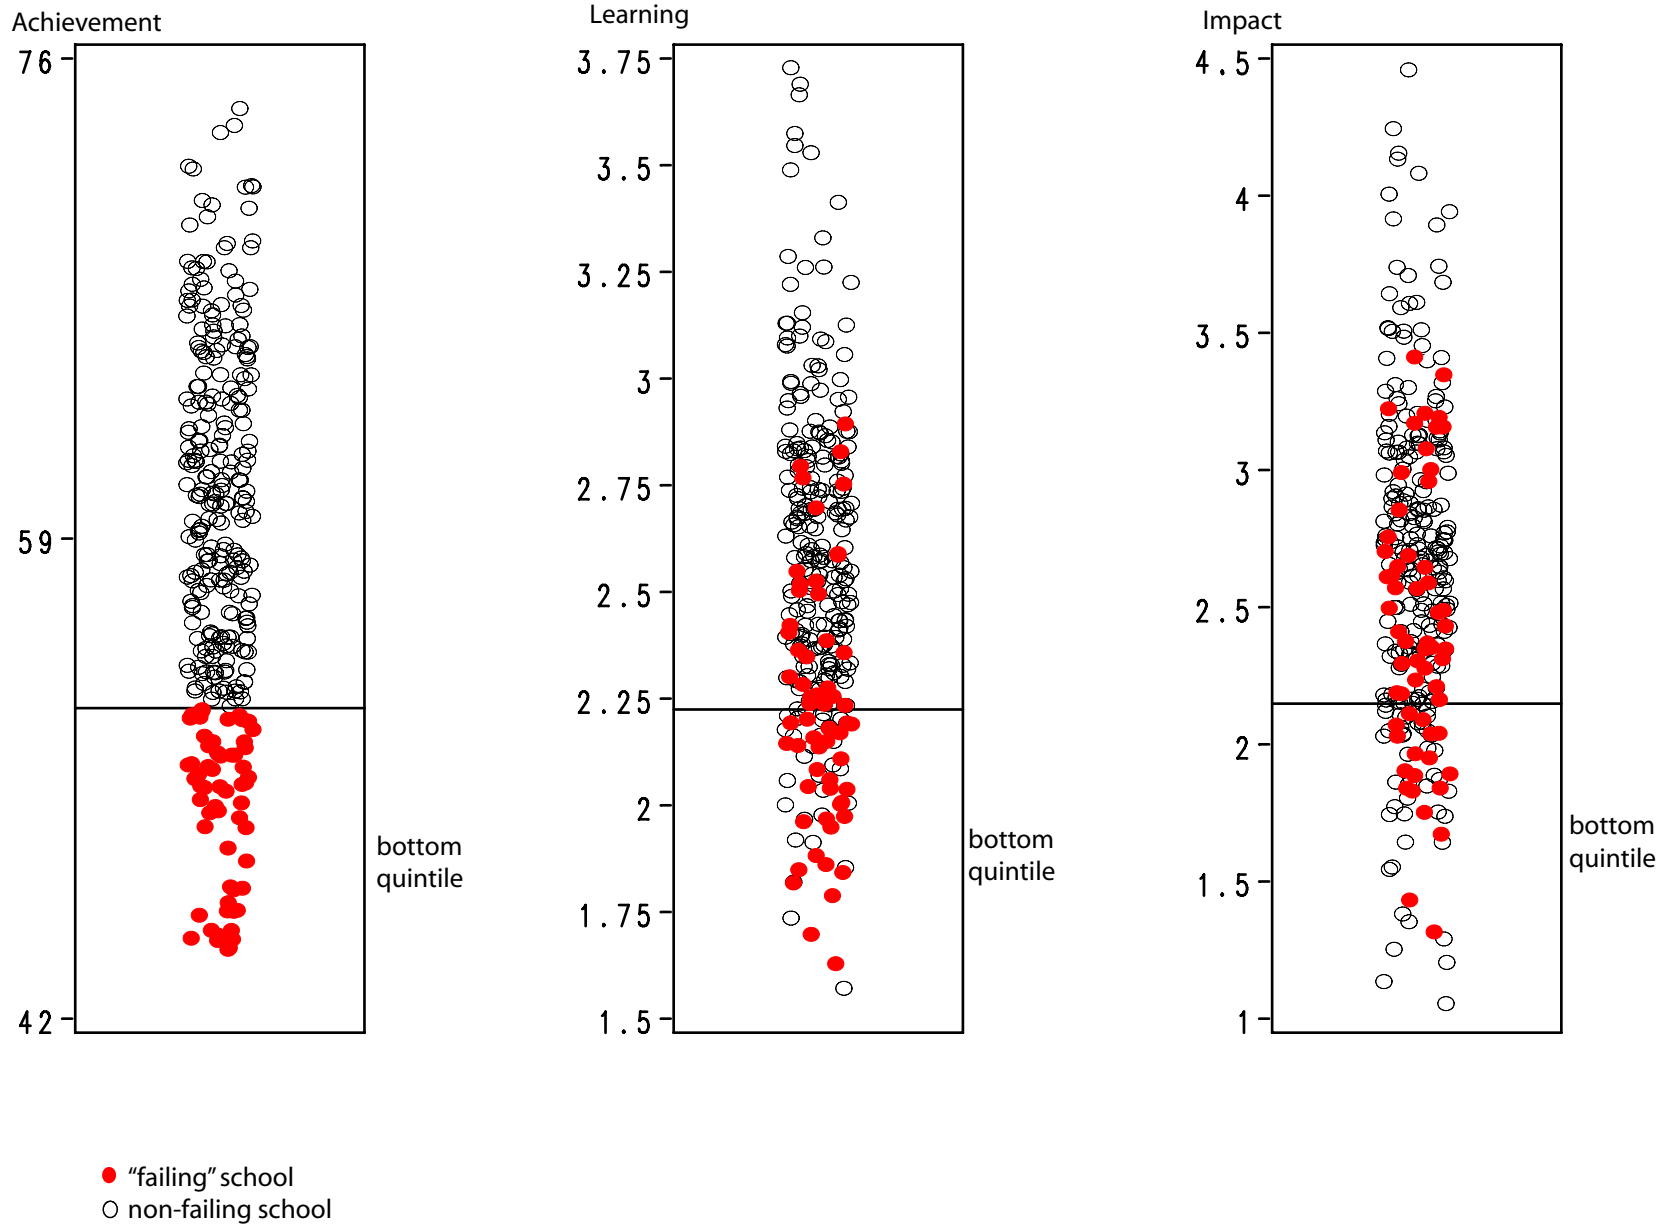 Achievement
76
59
42
bottom
quintile
Learning
3.75
3.5
3.25
3
2.75
2.5
2.25
2
1.75
1.5
bottom
quintile
Impact
4.5
4
3.5
3
2.5
2
1.5
1
bottom
quintile
“failing” school
non-failing school